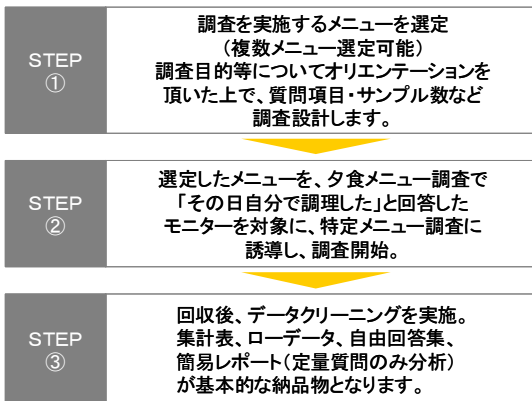 STEP
①
調査を実施するメニューを選定
（複数メニュー選定可能）
調査目的等についてオリエンテーションを
頂いた上で、質問項目・サンプル数など
調査設計します。
STEP
②
選定したメニューを、夕食メニュー調査で
「その日自分で調理した」と回答した
モニターを対象に、特定メニュー調査に
誘導し、調査開始。
STEP
③
回収後、データクリーニングを実施。
集計表、ローデータ、自由回答集、
簡易レポート（定量質問のみ分析）
が基本的な納品物となります。